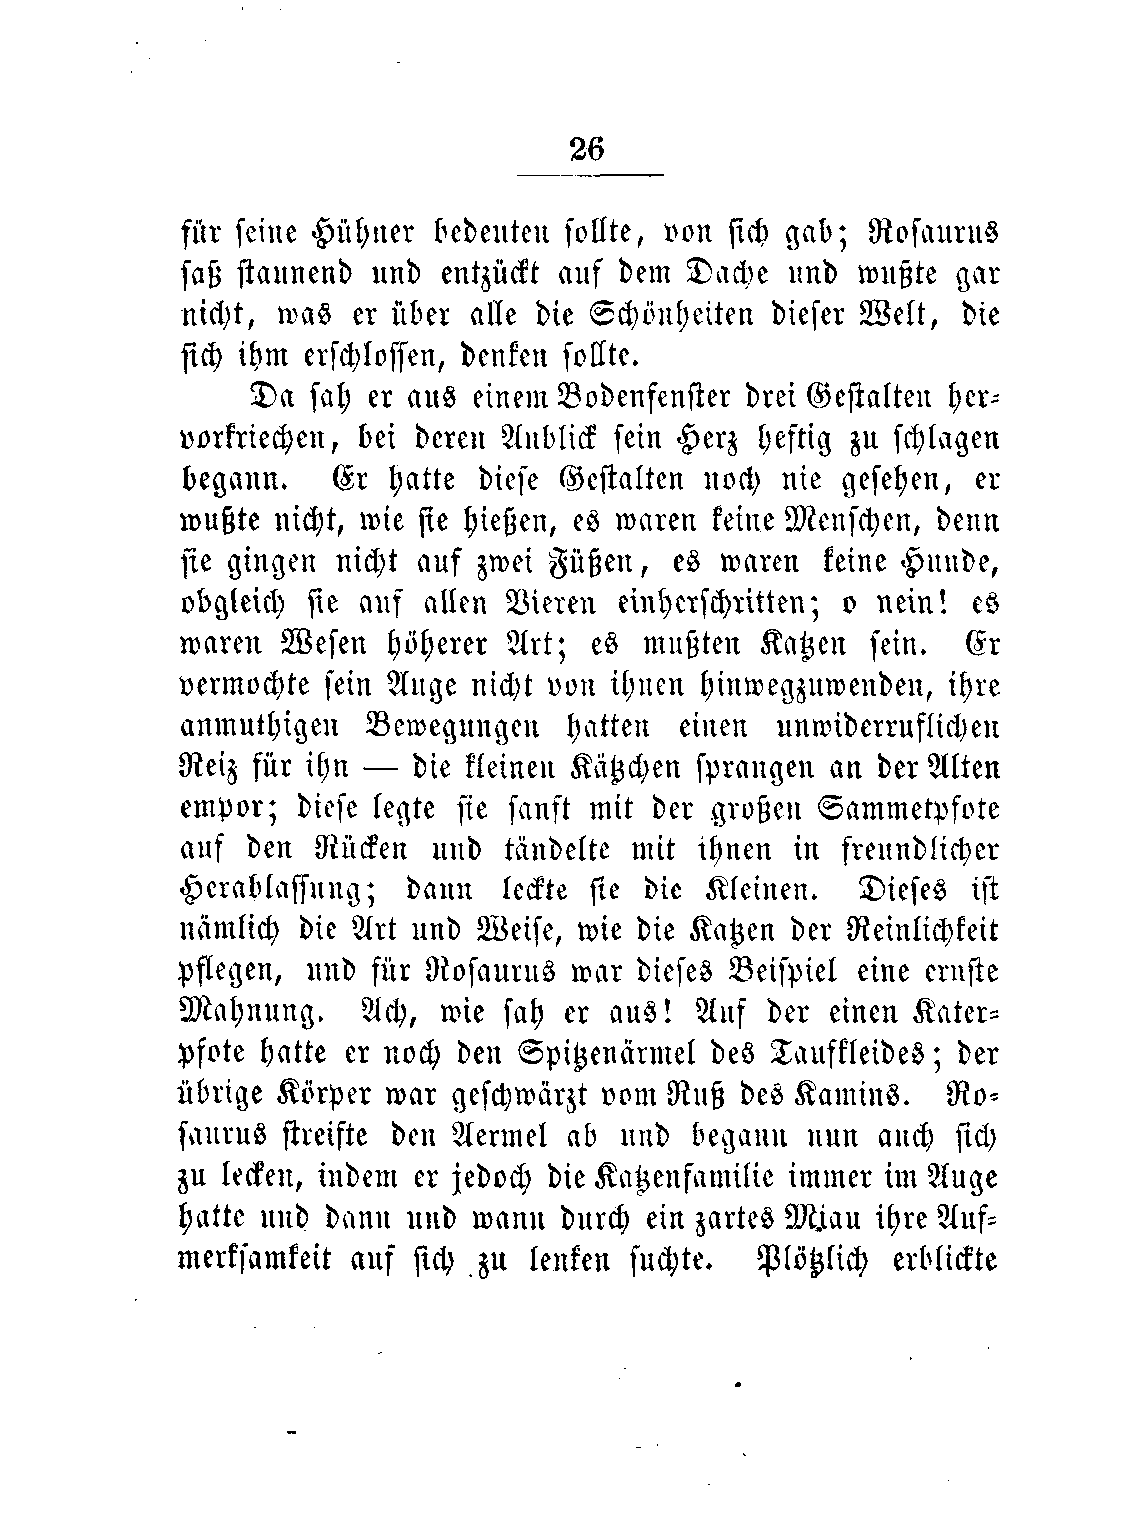 26
für seine Hühner bedeuten sollte, von sich gab; Rosaurus
saß staunend und entzückt auf dem Dache und wußte gar
nicht, was er über alle die Schönheiten dieser Welt, die
sich ihm erschlossen, denken sollte.
Da sah er aus einem Bodenfenster drei Gestalten her-
vorkriechen, bei deren Anblick sein Herz heftig zu schlagen
begann. Er hatte diese Gestalten noch nie gesehen, er
wußte nicht, wie sie hießen, es waren keine Menschen, denn
sie gingen nicht auf zwei Füßen, es waren keine Hunde,
obgleich sie auf allen Vieren einherschritten; o nein! es
waren Wesen höherer Art; es mußten Katzen sein. Er
vermochte sein Auge nicht von ihnen hinwegzuwenden, ihre
anmuthigen Bewegungen hatten einen unwiderruflichen
Reiz für ihn — die kleinen Kätzchen sprangen an der Alten
empor; diese legte sie sanft mit der großen Sammetpfote
auf den Rücken und tändelte mit ihnen in freundlicher
Herablassung; dann leckte sie die Kleinen. Dieses ist
nämlich die Art und Weise, wie die Katzen der Reinlichkeit
pflegen, und für Rosaurus war dieses Beispiel eine ernste
Mahnung. Ach, wie sah er aus! Auf der einen Kater-
pfote hatte er noch den Spitzenärmel des Taufkleides; der
übrige Körper war geschwärzt vom Ruß des Kamins. Ro-
saurus streifte den Aermel ab und begann nun auch sich
zu lecken, indem er jedoch die Katzenfamilie immer im Auge
hatte und dann und wann durch ein zartes Miau ihre Auf-
merksamkeit auf sich zu lenken suchte. Plötzlich erblickte